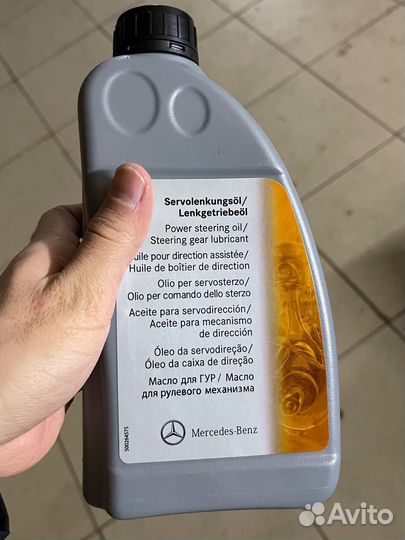 Servolenkungsöl/
Lenkgetriebeöl
Power steering oil/
Steering gear lubricant
uile pour direction assistée/
Huile de boîtier de direction
Olio per servosterzo/
Olio per comando dello sterzo
Aceite para servodirección/
Aceite para mecanismo
de dirección
Óleo da servodireção/
Óleo da caixa de direção
Масло для ГУР/ Масло
для рулевого механизма
Mercedes-Benz
S00264575
Avito